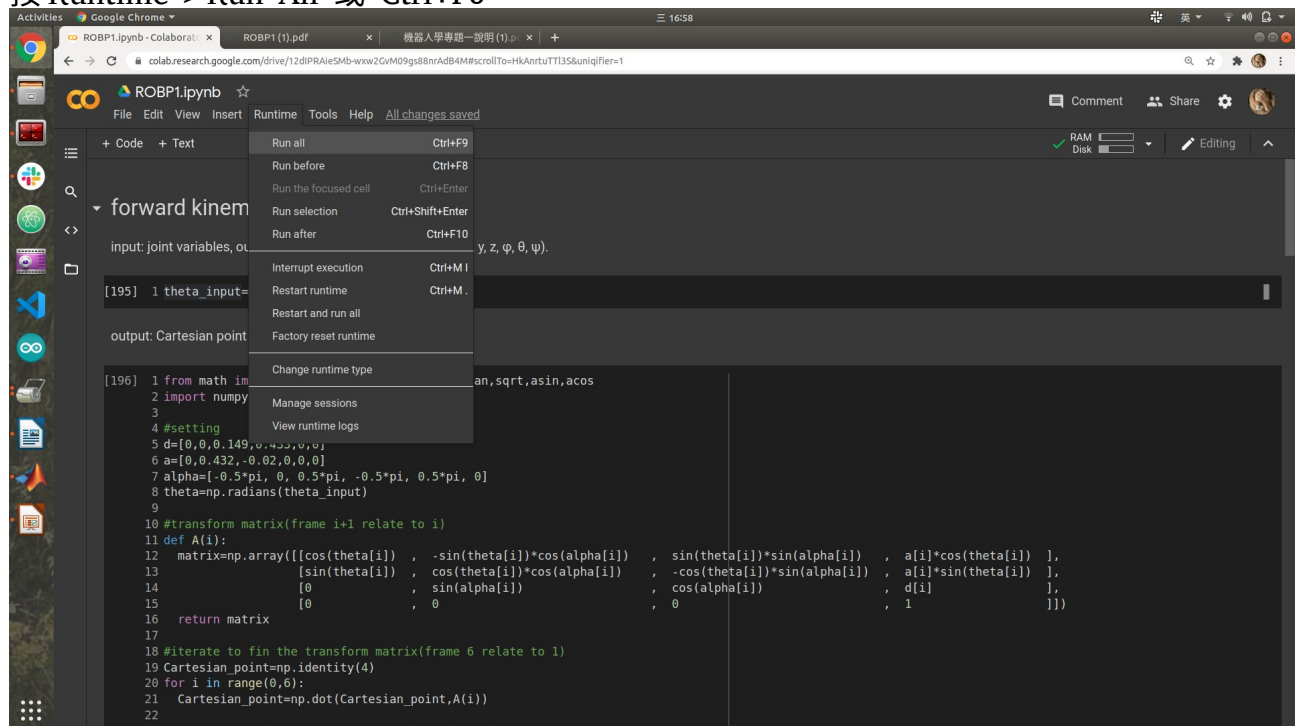 按 Runtime > Run All 或 Ctrl+F8
Activities Google Chrome 三 16:58 英
ROBP1.ipynb - Colaborato ROBP1 (1).pdf 機器人學專題一說明 (1).p
colab.research.google.com/drive/12dIPRAieSMb-wxw2GvM09gs88nrAdB4M#scrollTo=HkAnrtuTTl3S&uniqifier=1
ROBP1.ipynb
File Edit View Insert Runtime Tools Help All changes saved
Comment Share
+ Code + Text
RAM
Disk
Editing
Run all Ctrl+F9
Run before Ctrl+F8
Run the focused cell Ctrl+Enter
Run selection Ctrl+Shift+Enter
Run after Ctrl+F10
Interrupt execution Ctrl+M I
Restart runtime Ctrl+M .
Restart and run all
Factory reset runtime
Change runtime type
Manage sessions
View runtime logs
forward kinem
input: joint variables, ou y, z, φ, θ, ψ).
[195] 1 theta_input=
output: Cartesian point
[196] 1 from math im an,sqrt,asin,acos
2 import numpy
3
4 #setting
5 d=[0,0,0.149,0.433,0,0]
6 a=[0,0.432,-0.02,0,0,0]
7 alpha=[-0.5*pi, 0, 0.5*pi, -0.5*pi, 0.5*pi, 0]
8 theta=np.radians(theta_input)
9
10 #transform matrix(frame i+1 relate to i)
11 def A(i):
12 matrix=np.array([[cos(theta[i]) , -sin(theta[i])*cos(alpha[i]) , sin(theta[i])*sin(alpha[i]) , a[i]*cos(theta[i]) ],
13 [sin(theta[i]) , cos(theta[i])*cos(alpha[i]) , -cos(theta[i])*sin(alpha[i]) , a[i]*sin(theta[i]) ],
14 [0 , sin(alpha[i]) , cos(alpha[i]) , d[i] ],
15 [0 , 0 , 0 , 1 ]])
16 return matrix
17
18 #iterate to fin the transform matrix(frame 6 relate to 1)
19 Cartesian_point=np.identity(4)
20 for i in range(0,6):
21 Cartesian_point=np.dot(Cartesian_point,A(i))
22